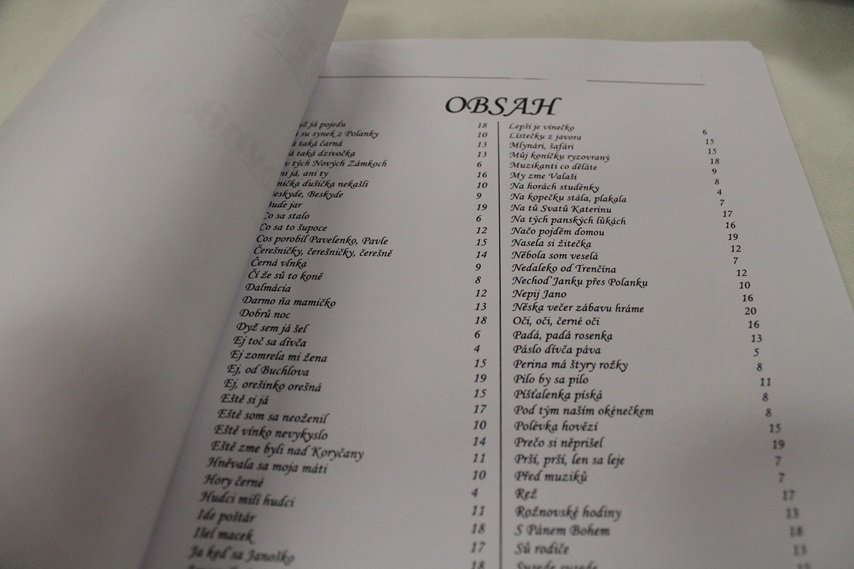 OBSAH
já pojedu 18
su synek z Polanky 10
taká čarná 13
taká dzivočka 13
v tých Nových Zámkoch 6
já, ani ty 16
dušička nekašli 10
Beskyde, Beskyde 9
Bude jar 19
Čo sa stalo 6
Čo sa to šupoce 12
Cos porobil Pavelenko, Pavle 15
Čerešničky, čerešničky, čerešně 14
Černá vlnka 9
Čí že sú to koně 8
Dalmácia 12
Darmo ňa mamičko 13
Dobrú noc 18
Dyž sem já šel 6
Ej toč sa dívča 4
Ej zomrela mi žena 15
Ej, od Buchlova 19
Ej, orešinko orešná 15
Eště si já 17
Eště som sa neoženil 10
Eště vínko nevykyslo 14
Eště zme byli nad Koryčany 11
Hněvala sa moja máti 10
Hory černé 4
Hudci milí hudci 11
Ide poštár 18
Išel macek 17
Ja keď sa Janoško 18
Lepší je vínečko 6
Lístečku z javora 15
Mlynári, šafári 15
Můj koníčku ryzovraný 18
Muzikanti co děláte 9
My zme Valaši 8
Na horách studénky 4
Na kopečku stála, plakala 7
Na tú Svatú Katerinu 17
Na tých panských lúkách 16
Načo pojděm domou 19
Nasela si žitečka 12
Něbola som veselá 7
Nedaleko od Trenčína 12
Nechoď Janku přes Polanku 10
Nepij Jano 16
Něska večer zábavu hráme 20
Oči, oči, černé oči 16
Padá, padá rosenka 13
Páslo dívča páva 5
Perina má štyry rožky 8
Pilo by sa pilo 11
Píšťalenka píská 8
Pod tým naším okénečkem 8
Polévka hovězí 15
Prečo si něprišel 19
Prší, prší, len sa leje 7
Před muziků 7
Rež 17
Rožnovské hodiny 13
S Pánem Bohem 18
Sú rodiče 13